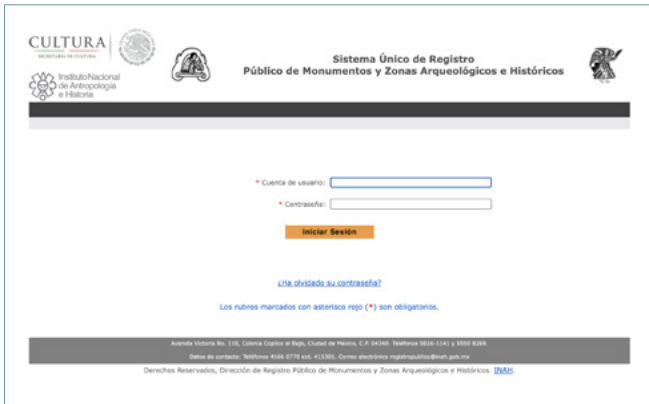 CULTURA
SECRETARÍA DE CULTURA
Instituto Nacional
de Antropología
e Historia
Sistema Único de Registro
Público de Monumentos y Zonas Arqueológicos e Históricos
* Cuenta de usuario:
* Contraseña:
Iniciar Sesión
¿Ha olvidado su contraseña?
Los rubros marcados con asterisco rojo (*) son obligatorios.
Avenida Victoria No. 110, Colonia Copilco el Bajo, Ciudad de México, C.P. 04340. Teléfonos 5616-1141 y 5550 8269.
Datos de contacto: Teléfonos 4166 0770 ext. 415301. Correo electrónico registropublico@inah.gob.mx
Derechos Reservados, Dirección de Registro Público de Monumentos y Zonas Arqueológicos e Históricos. INAH.